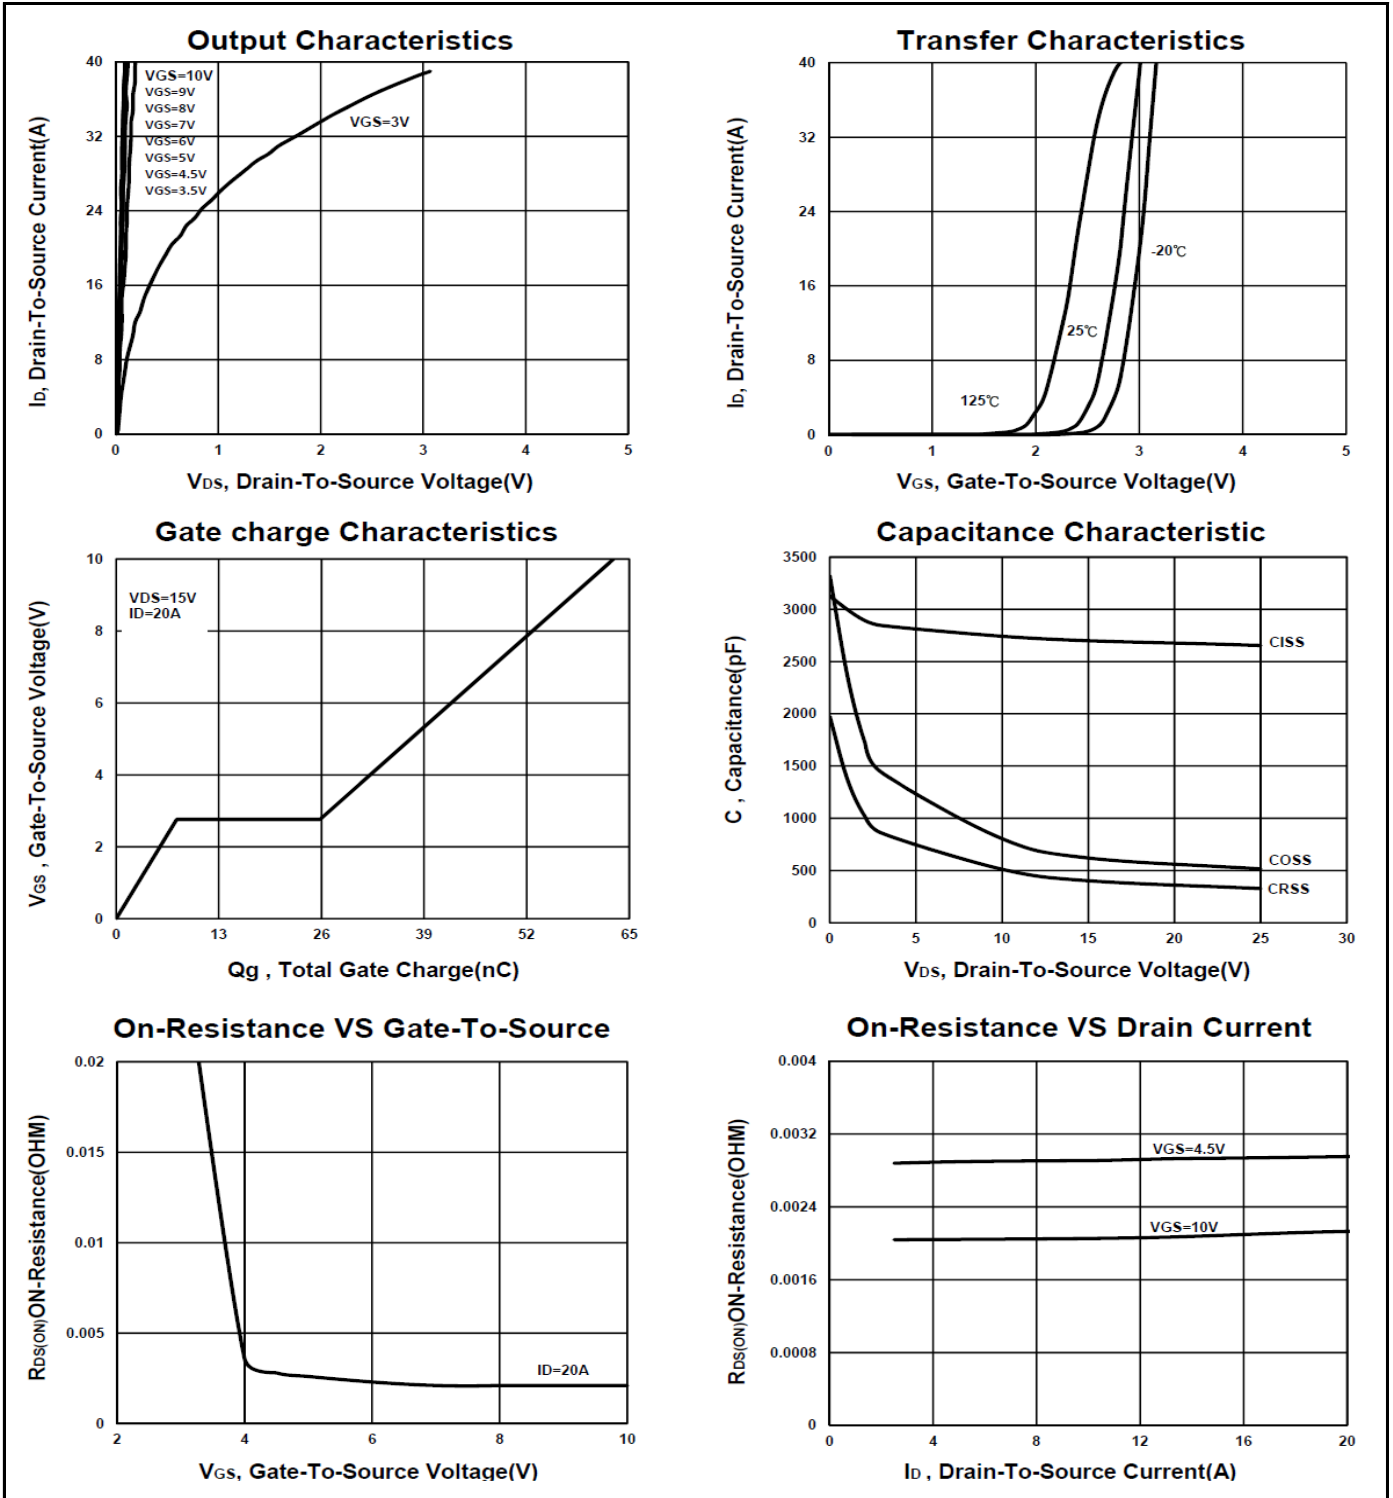 Output Characteristics
40
32
24
16
8
0
0 1 2 3 4 5
VGS=10V
VGS=9V
VGS=8V
VGS=7V
VGS=6V
VGS=5V
VGS=4.5V
VGS=3.5V
VGS=3V
ID, Drain-To-Source Current(A)
VDS, Drain-To-Source Voltage(V)
Transfer Characteristics
40
32
24
16
8
0
0 1 2 3 4 5
-20℃
25℃
125℃
ID, Drain-To-Source Current(A)
VGS, Gate-To-Source Voltage(V)
Gate charge Characteristics
10
8
6
4
2
0
0 13 26 39 52 65
VDS=15V
ID=20A
VGS , Gate-To-Source Voltage(V)
Qg , Total Gate Charge(nC)
Capacitance Characteristic
3500
3000
2500
2000
1500
1000
500
0
0 5 10 15 20 25 30
CISS
COSS
CRSS
C , Capacitance(pF)
VDS, Drain-To-Source Voltage(V)
On-Resistance VS Gate-To-Source
0.02
0.015
0.01
0.005
0
2 4 6 8 10
ID=20A
RDS(ON)ON-Resistance(OHM)
VGS, Gate-To-Source Voltage(V)
On-Resistance VS Drain Current
0.004
0.0032
0.0024
0.0016
0.0008
0
0 4 8 12 16 20
VGS=4.5V
VGS=10V
RDS(ON)ON-Resistance(OHM)
ID , Drain-To-Source Current(A)